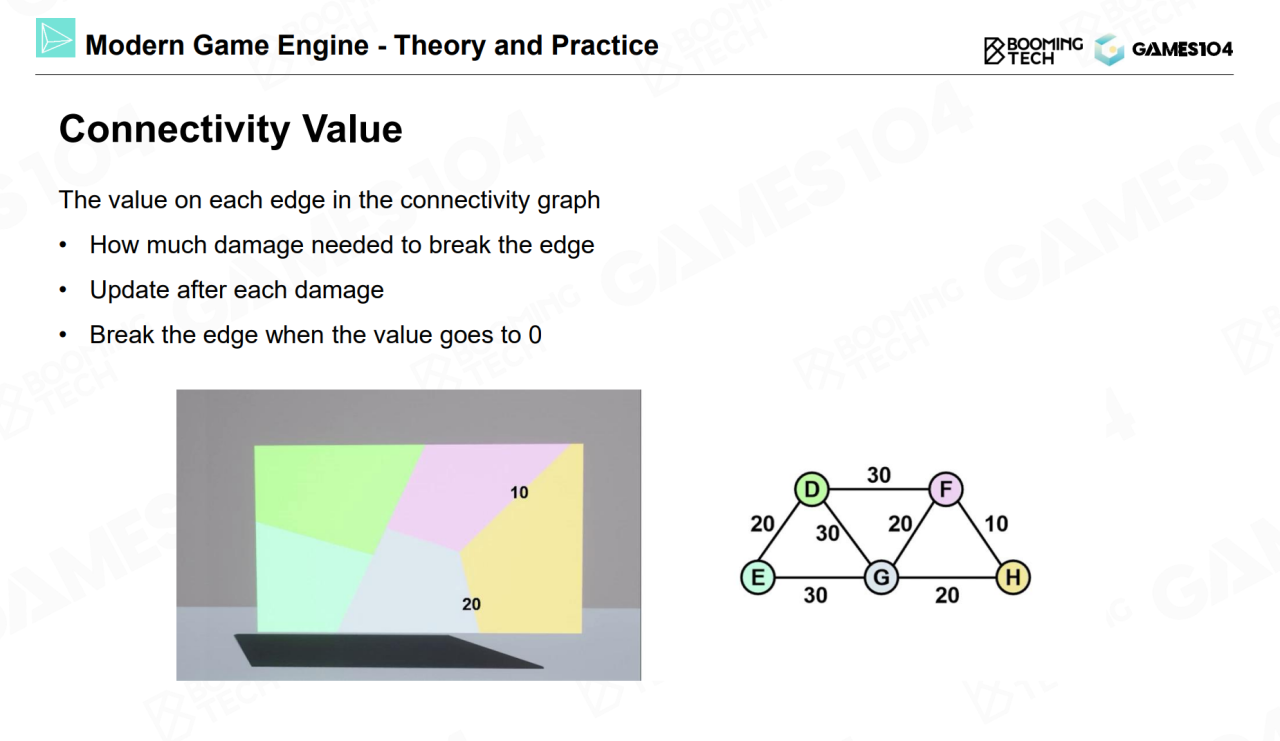 Modern Game Engine - Theory and Practice
BOOMING
TECH
GAMES104
Connectivity Value
The value on each edge in the connectivity graph
• How much damage needed to break the edge
• Update after each damage
• Break the edge when the value goes to 0
10
20
30
D
F
20
30
20
10
E
G
H
30
20